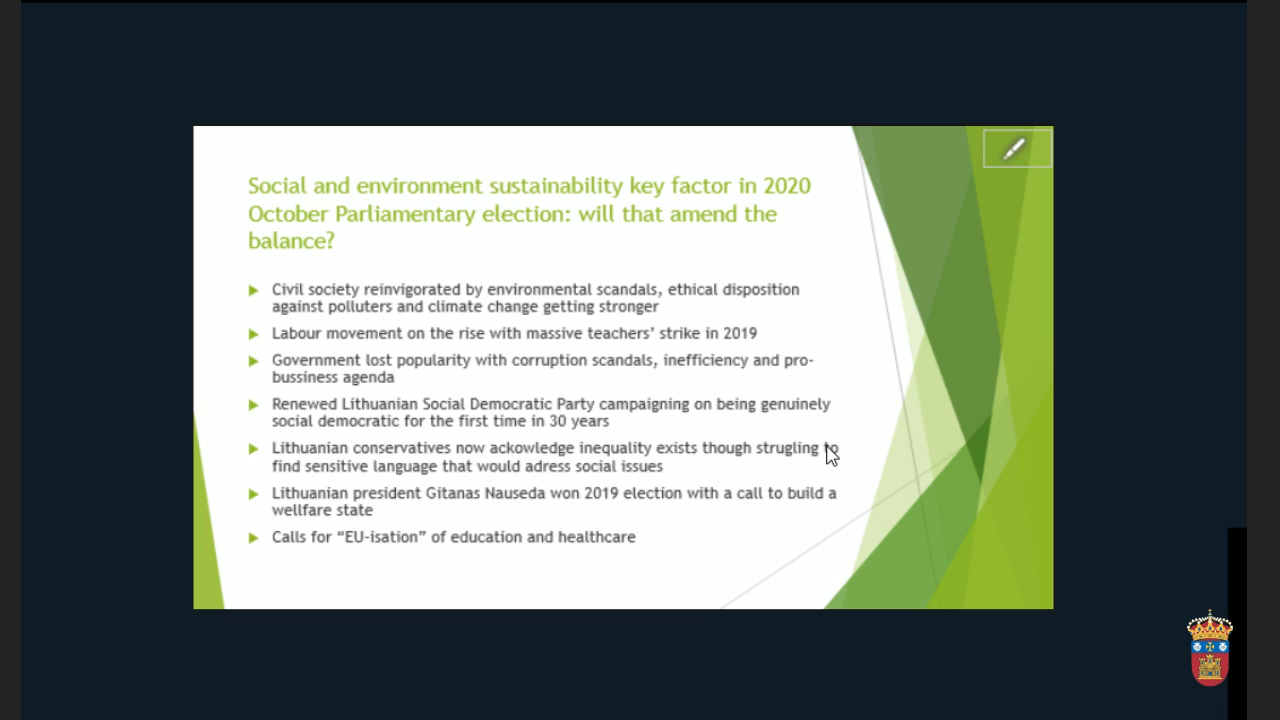 Social and environment sustainability key factor in 2020
October Parliamentary election: will that amend the
balance?
Civil society reinvigorated by environmental scandals, ethical disposition
against polluters and climate change getting stronger
Labour movement on the rise with massive teachers’ strike in 2019
Government lost popularity with corruption scandals, inefficiency and pro-
bussiness agenda
Renewed Lithuanian Social Democratic Party campaigning on being genuinely
social democratic for the first time in 30 years
Lithuanian conservatives now ackowledge inequality exists though strugling to
find sensitive language that would adress social issues
Lithuanian president Gitanas Nauseda won 2019 election with a call to build a
wellfare state
Calls for “EU-isation” of education and healthcare